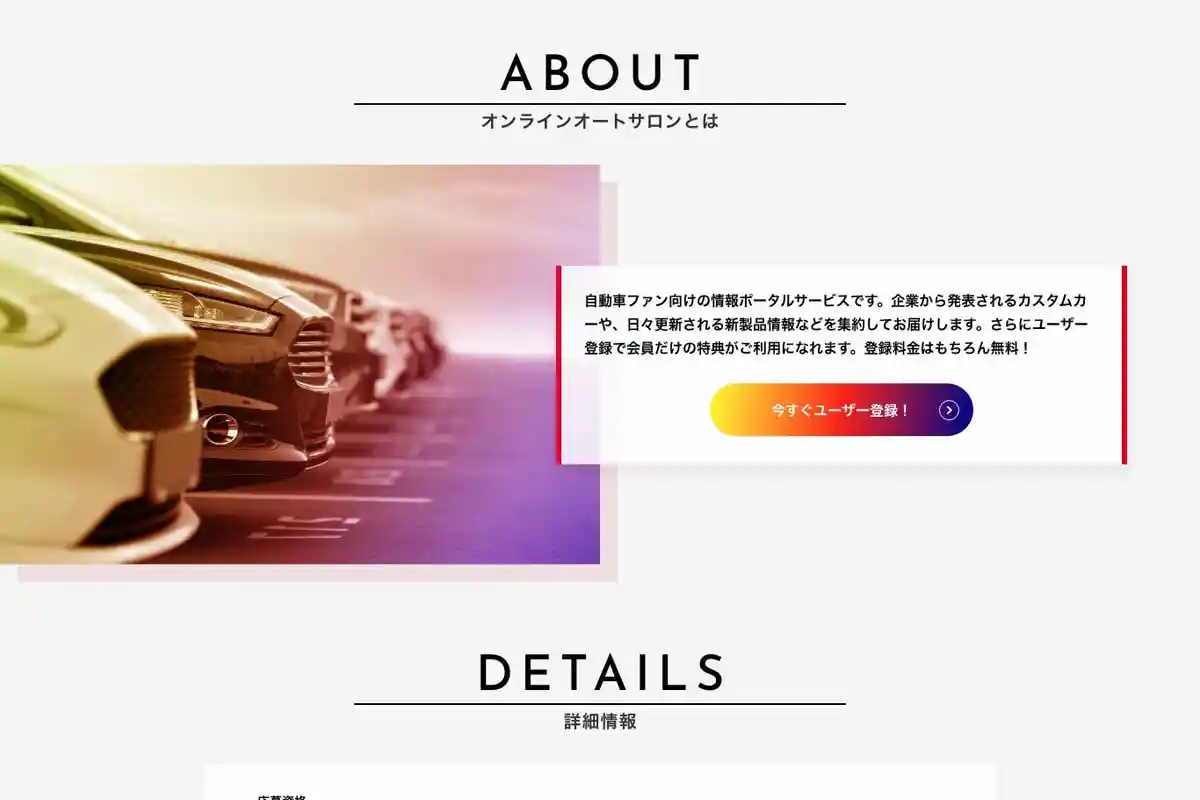 ABOUT
オンラインオートサロンとは
自動車ファン向けの情報ポータルサービスです。企業から発表されるカスタムカ
ーや、日々更新される新製品情報などを集約してお届けします。さらにユーザー
登録で会員だけの特典がご利用になれます。登録料金はもちろん無料！
今すぐユーザー登録！
DETAILS
詳細情報
応募資格